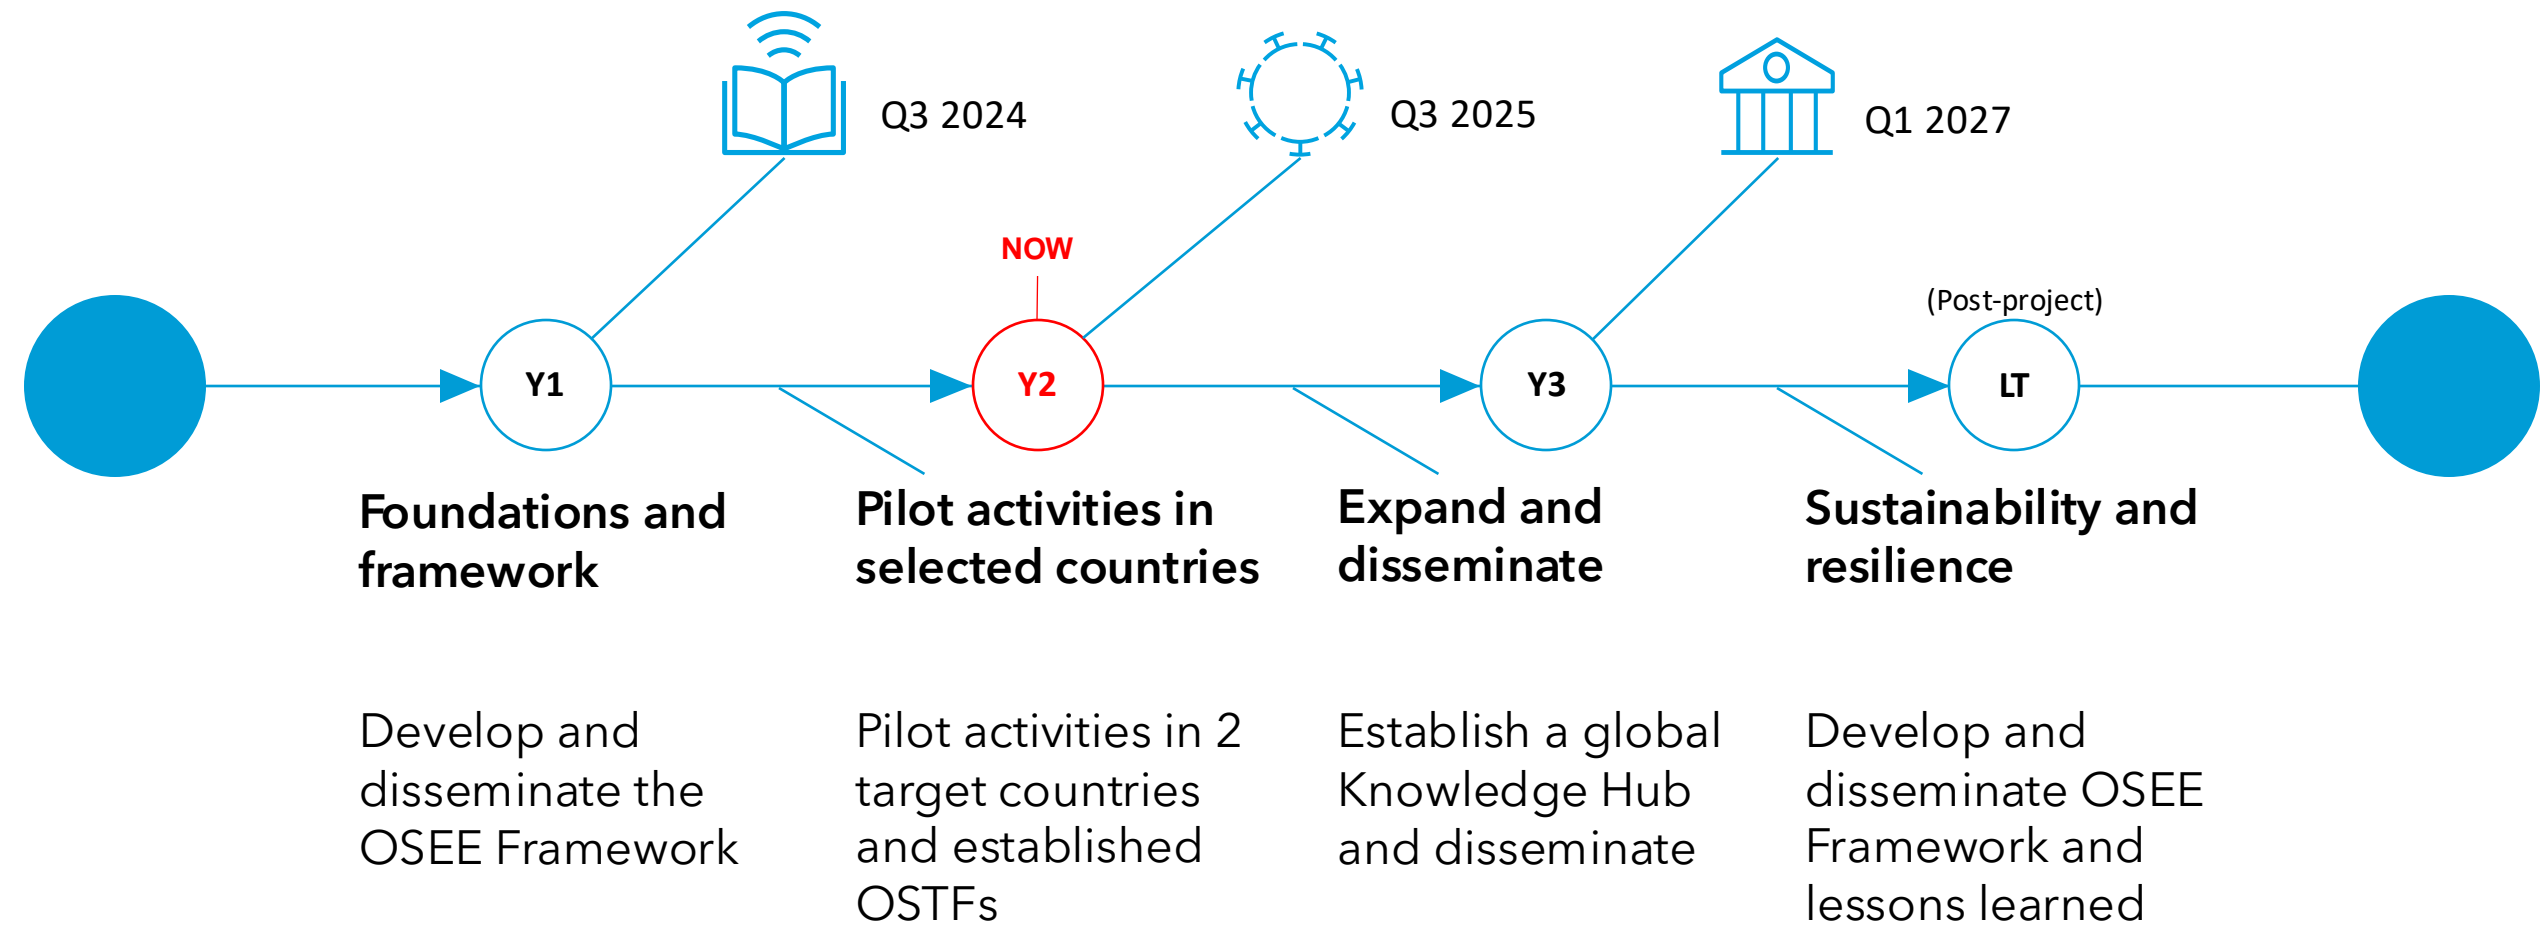 Q3 2024
Q3 2025
Q1 2027
NOW
(Post-project)
Y1
Y2
Y3
LT
Foundations and
framework
Pilot activities in
selected countries
Expand and
disseminate
Sustainability and
resilience
Develop and
disseminate the
OSEE Framework
Pilot activities in 2
target countries
and established
OSTFs
Establish a global
Knowledge Hub
and disseminate
Develop and
disseminate OSEE
Framework and
lessons learned